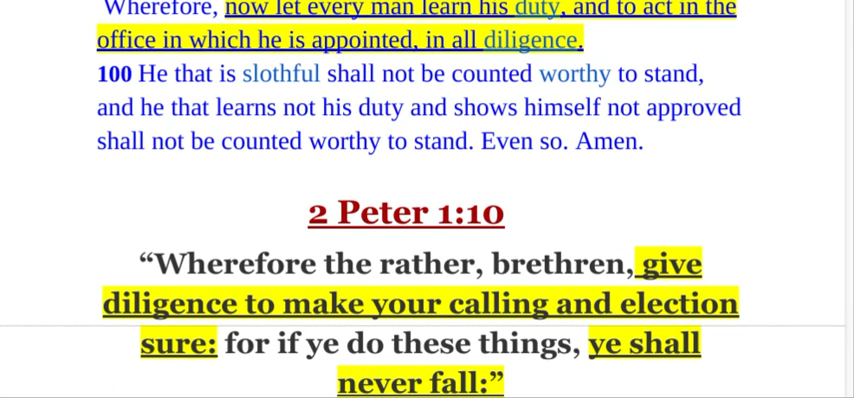 Wherefore, now let every man learn his duty, and to act in the
office in which he is appointed, in all diligence.
100 He that is slothful shall not be counted worthy to stand,
and he that learns not his duty and shows himself not approved
shall not be counted worthy to stand. Even so. Amen.
2 Peter 1:10
“Wherefore the rather, brethren, give
diligence to make your calling and election
sure: for if ye do these things, ye shall
never fall:”